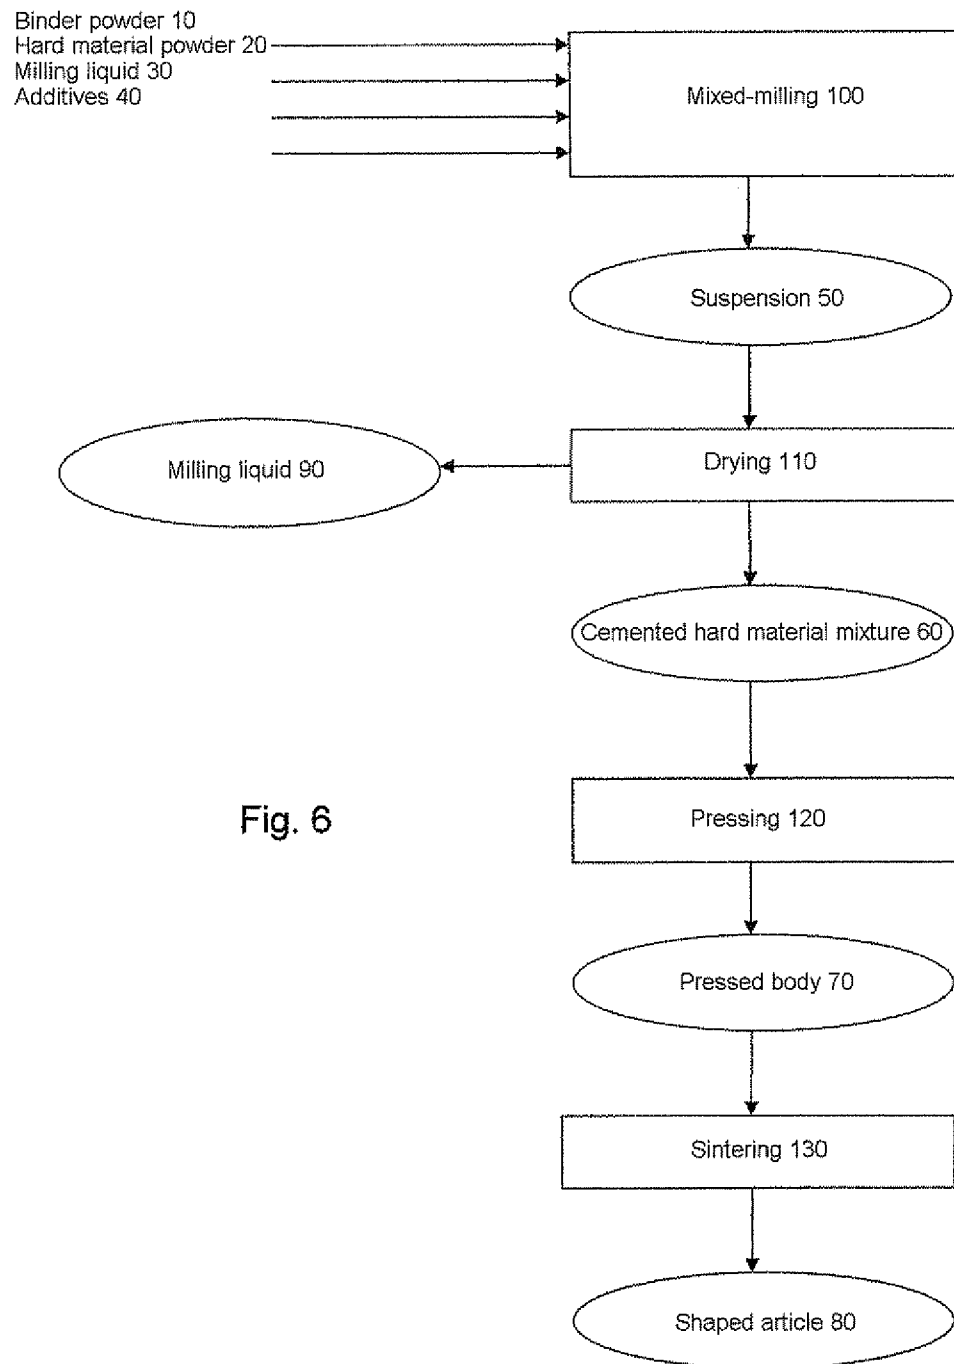 Binder powder 10
Hard material powder 20
Milling liquid 30
Additives 40
Mixed-milling 100
Suspension 50
Milling liquid 90
Drying 110
Cemented hard material mixture 60
Fig. 6
Pressing 120
Pressed body 70
Sintering 130
Shaped article 80